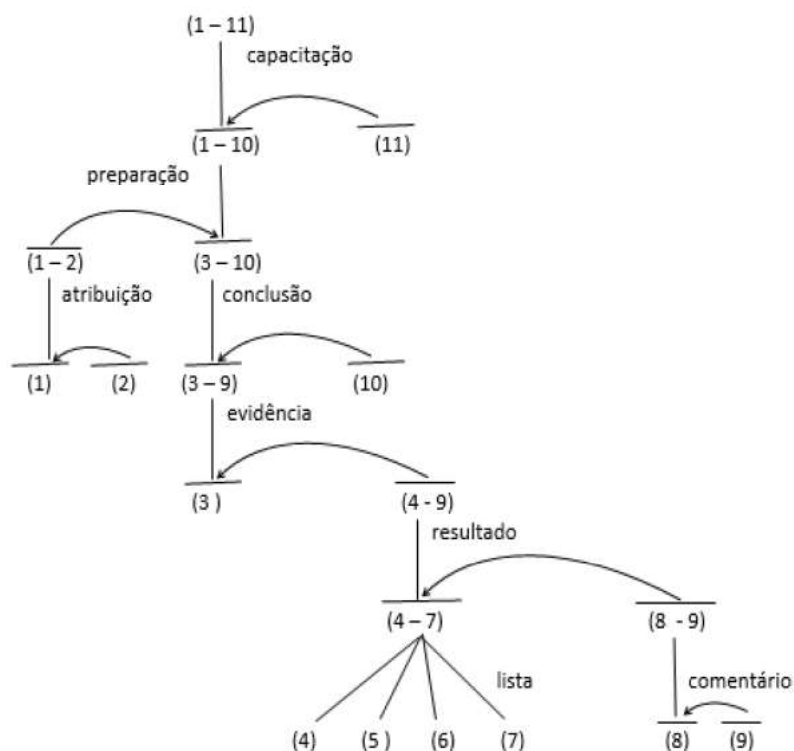 (1 – 11)
capacitação
(1 – 10) (11)
preparação
(1 – 2) (3 – 10)
atribuição conclusão
(1) (2) (3 – 9) (10)
evidência
(3 ) (4 - 9)
resultado
(4 – 7) (8 - 9)
lista comentário
(4) (5 ) (6) (7) (8) (9)